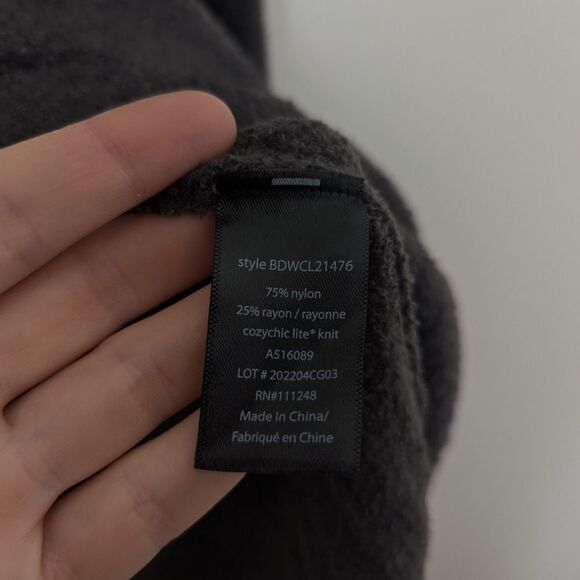 style BDWCL21476
75% nylon
25% rayon / rayonne
cozychic lite® knit
A516089
LOT # 202204CG03
RN#111248
Made in China/
Fabriqué en Chine